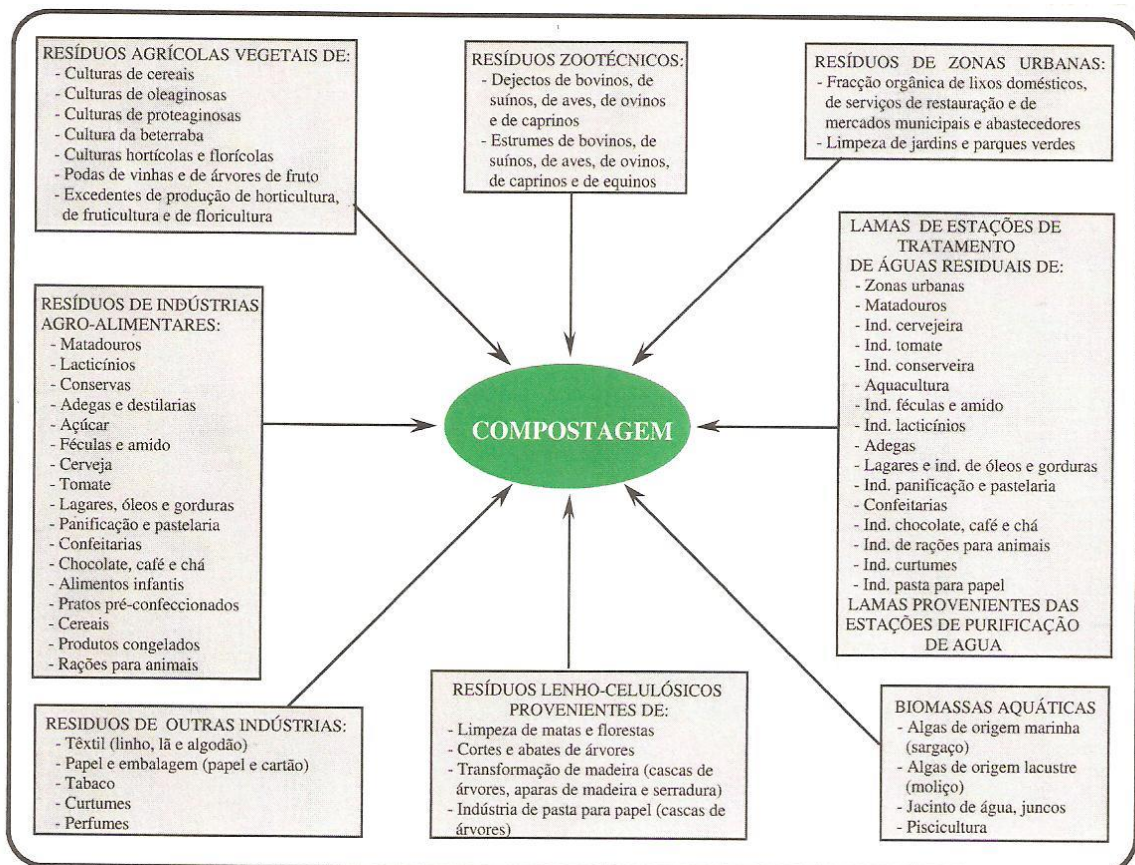 RESÍDUOS AGRÍCOLAS VEGETAIS DE:
- Culturas de cereais
- Culturas de oleaginosas
- Culturas de proteaginosas
- Cultura da beterraba
- Culturas hortícolas e florícolas
- Podas de vinhas e de árvores de fruto
- Excedentes de produção de horticultura,
de fruticultura e de floricultura
RESÍDUOS ZOOTÉCNICOS:
- Dejectos de bovinos, de
suínos, de aves, de ovinos
e de caprinos
- Estrumes de bovinos, de
suínos, de aves, de ovinos,
de caprinos e de equinos
RESÍDUOS DE ZONAS URBANAS:
- Fracção orgânica de lixos domésticos,
de serviços de restauração e de
mercados municipais e abastecedores
- Limpeza de jardins e parques verdes
RESÍDUOS DE INDÚSTRIAS
AGRO-ALIMENTARES:
- Matadouros
- Lacticínios
- Conservas
- Adegas e destilarias
- Açúcar
- Féculas e amido
- Cerveja
- Tomate
- Lagares, óleos e gorduras
- Panificação e pastelaria
- Confeitarias
- Chocolate, café e chá
- Alimentos infantis
- Pratos pré-confeccionados
- Cereais
- Produtos congelados
- Rações para animais
COMPOSTAGEM
LAMAS DE ESTAÇÕES DE
TRATAMENTO
DE ÁGUAS RESIDUAIS DE:
- Zonas urbanas
- Matadouros
- Ind. cervejeira
- Ind. tomate
- Ind. conserveira
- Aquacultura
- Ind. féculas e amido
- Ind. lacticínios
- Adegas
- Lagares e ind. de óleos e gorduras
- Ind. panificação e pastelaria
- Confeitarias
- Ind. chocolate, café e chá
- Ind. de rações para animais
- Ind. curtumes
- Ind. pasta para papel
LAMAS PROVENIENTES DAS
ESTAÇÕES DE PURIFICAÇÃO
DE AGUA
RESIDUOS DE OUTRAS INDÚSTRIAS:
- Têxtil (linho, lã e algodão)
- Papel e embalagem (papel e cartão)
- Tabaco
- Curtumes
- Perfumes
RESÍDUOS LENHO-CELULÓSICOS
PROVENIENTES DE:
- Limpeza de matas e florestas
- Cortes e abates de árvores
- Transformação de madeira (cascas de
árvores, aparas de madeira e serradura)
- Indústria de pasta para papel (cascas de
árvores)
BIOMASSAS AQUÁTICAS
- Algas de origem marinha
(sargaço)
- Algas de origem lacustre
(moliço)
- Jacinto de água, juncos
- Piscicultura